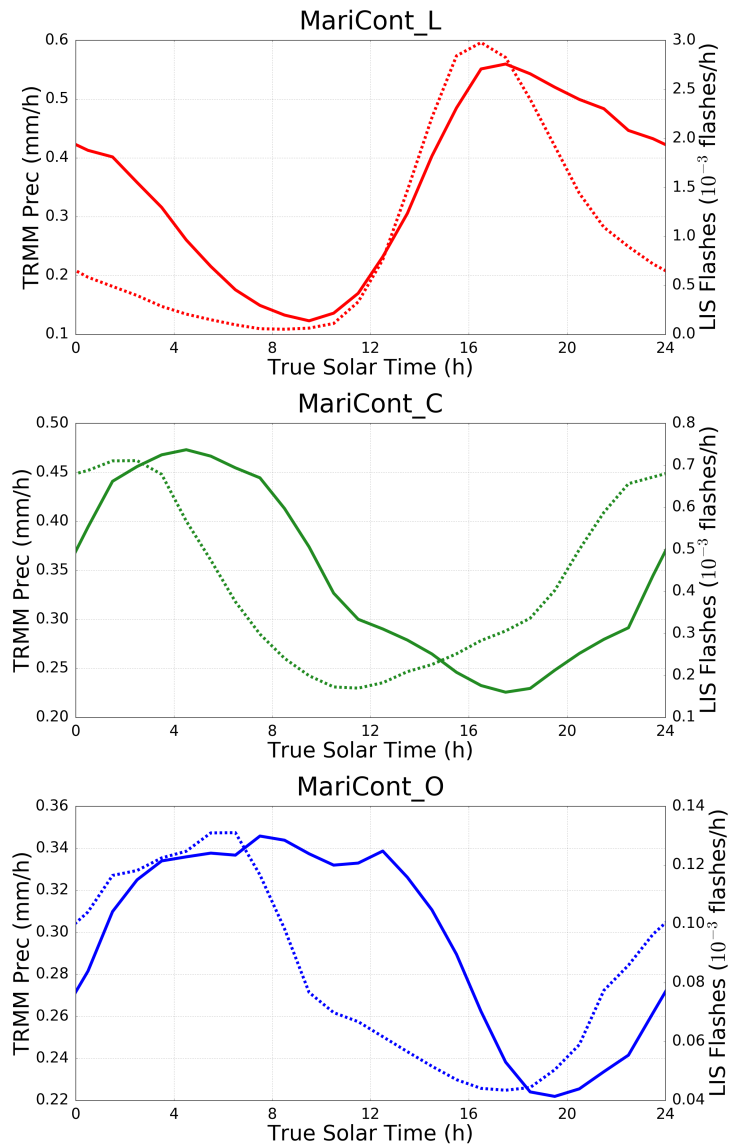 MariCont_L
TRMM Prec (mm/h)
0.6
0.5
0.4
0.3
0.2
0.1
3.0
2.5
2.0
1.5
1.0
0.5
0.0
LIS Flashes (10⁻³ flashes/h)
0 4 8 12 16 20 24
True Solar Time (h)
MariCont_C
TRMM Prec (mm/h)
0.50
0.45
0.40
0.35
0.30
0.25
0.20
0.8
0.7
0.6
0.5
0.4
0.3
0.2
0.1
LIS Flashes (10⁻³ flashes/h)
0 4 8 12 16 20 24
True Solar Time (h)
MariCont_O
TRMM Prec (mm/h)
0.36
0.34
0.32
0.30
0.28
0.26
0.24
0.22
0.14
0.12
0.10
0.08
0.06
0.04
LIS Flashes (10⁻³ flashes/h)
0 4 8 12 16 20 24
True Solar Time (h)